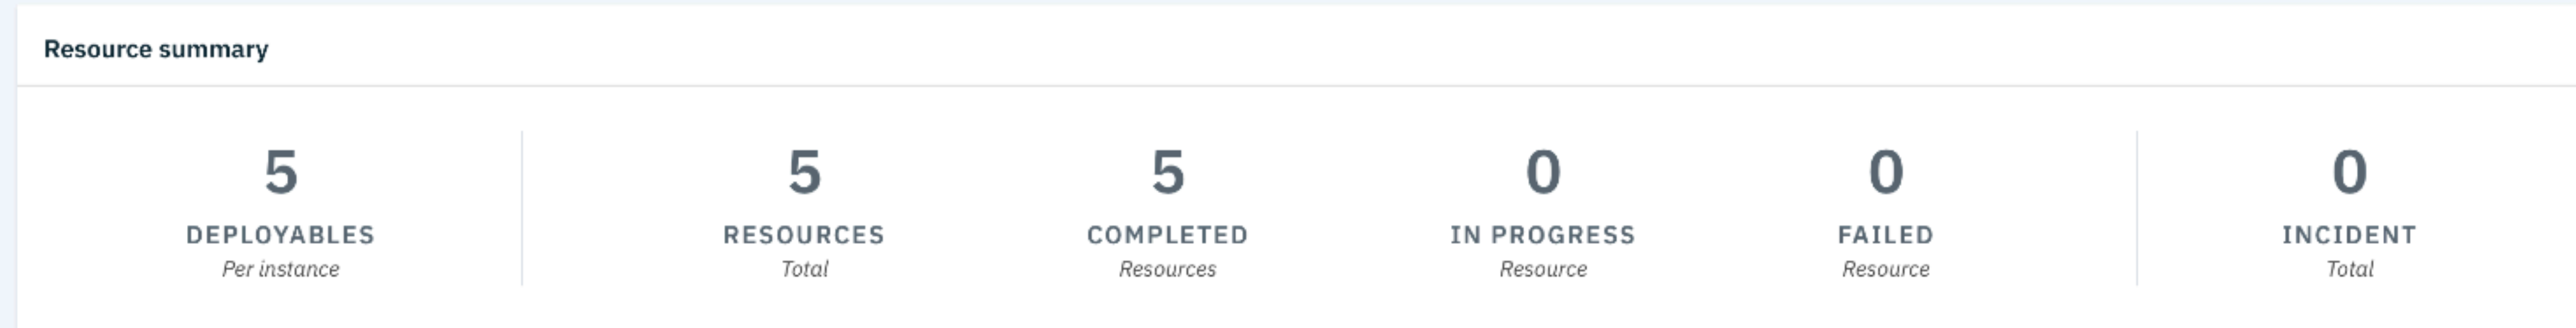 Resource summary
5 5 5 0 0 0
DEPLOYABLES RESOURCES COMPLETED IN PROGRESS FAILED INCIDENT
Per instance Total Resources Resource Resource Total